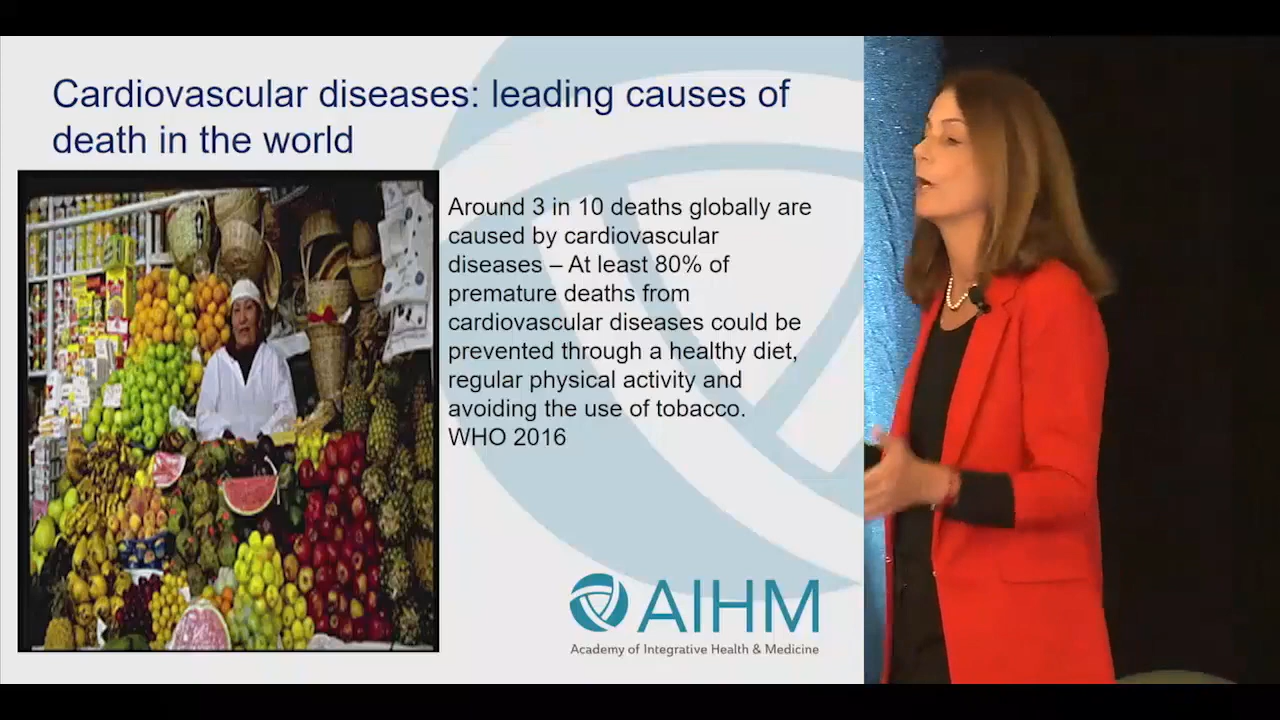 Cardiovascular diseases: leading causes of
death in the world
Around 3 in 10 deaths globally are
caused by cardiovascular
diseases – At least 80% of
premature deaths from
cardiovascular diseases could be
prevented through a healthy diet,
regular physical activity and
avoiding the use of tobacco.
WHO 2016
AIHM
Academy of Integrative Health & Medicine